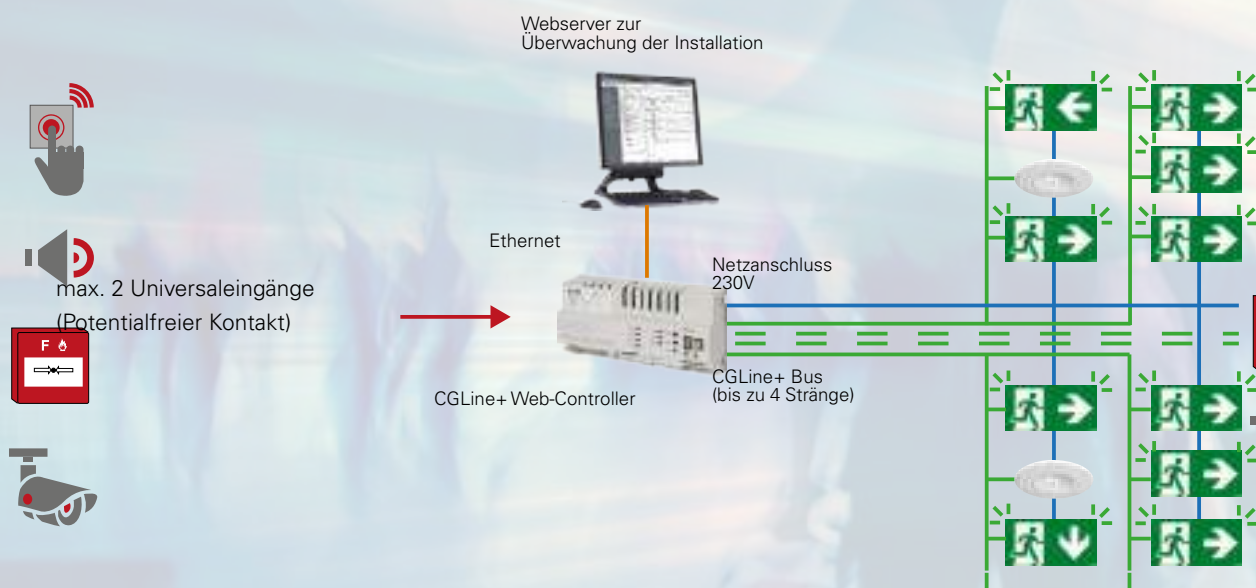 Webserver zur
Überwachung der Installation
Ethernet
Netzanschluss
230V
max. 2 Universaleingänge
(Potentialfreier Kontakt)
F
CGLine+ Web-Controller
CGLine+ Bus
(bis zu 4 Stränge)